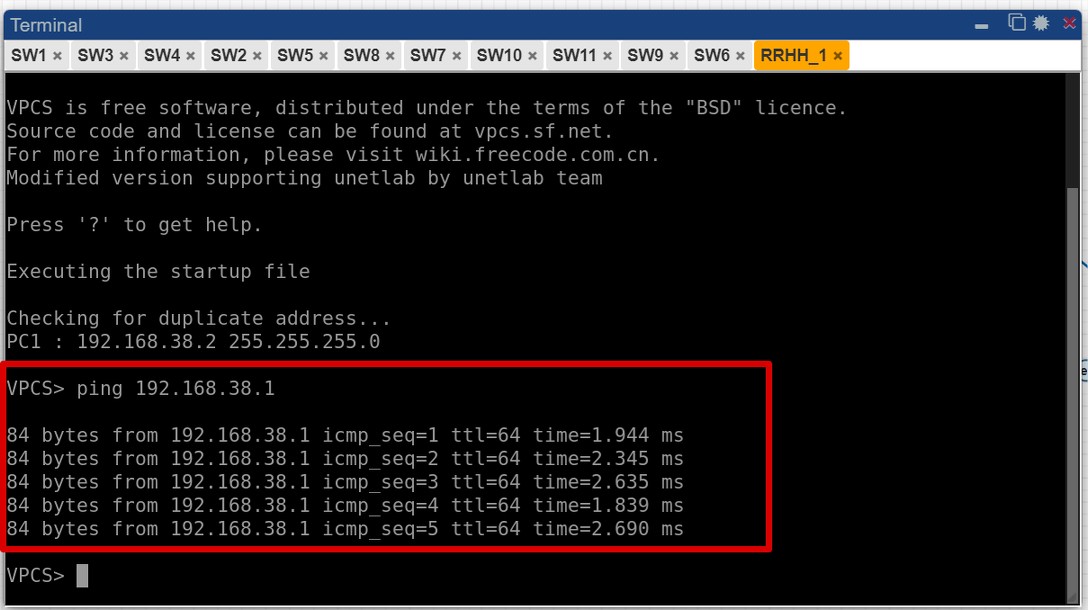 Terminal
SW1 × SW3 × SW4 × SW2 × SW5 × SW8 × SW7 × SW10 × SW11 × SW9 × SW6 × RRHH_1 ×
VPCS is free software, distributed under the terms of the "BSD" licence.
Source code and license can be found at vpcs.sf.net.
For more information, please visit wiki.freecode.com.cn.
Modified version supporting unetlab by unetlab team
Press '?' to get help.
Executing the startup file
Checking for duplicate address...
PC1 : 192.168.38.2 255.255.255.0
VPCS> ping 192.168.38.1
84 bytes from 192.168.38.1 icmp_seq=1 ttl=64 time=1.944 ms
84 bytes from 192.168.38.1 icmp_seq=2 ttl=64 time=2.345 ms
84 bytes from 192.168.38.1 icmp_seq=3 ttl=64 time=2.635 ms
84 bytes from 192.168.38.1 icmp_seq=4 ttl=64 time=1.839 ms
84 bytes from 192.168.38.1 icmp_seq=5 ttl=64 time=2.690 ms
VPCS>